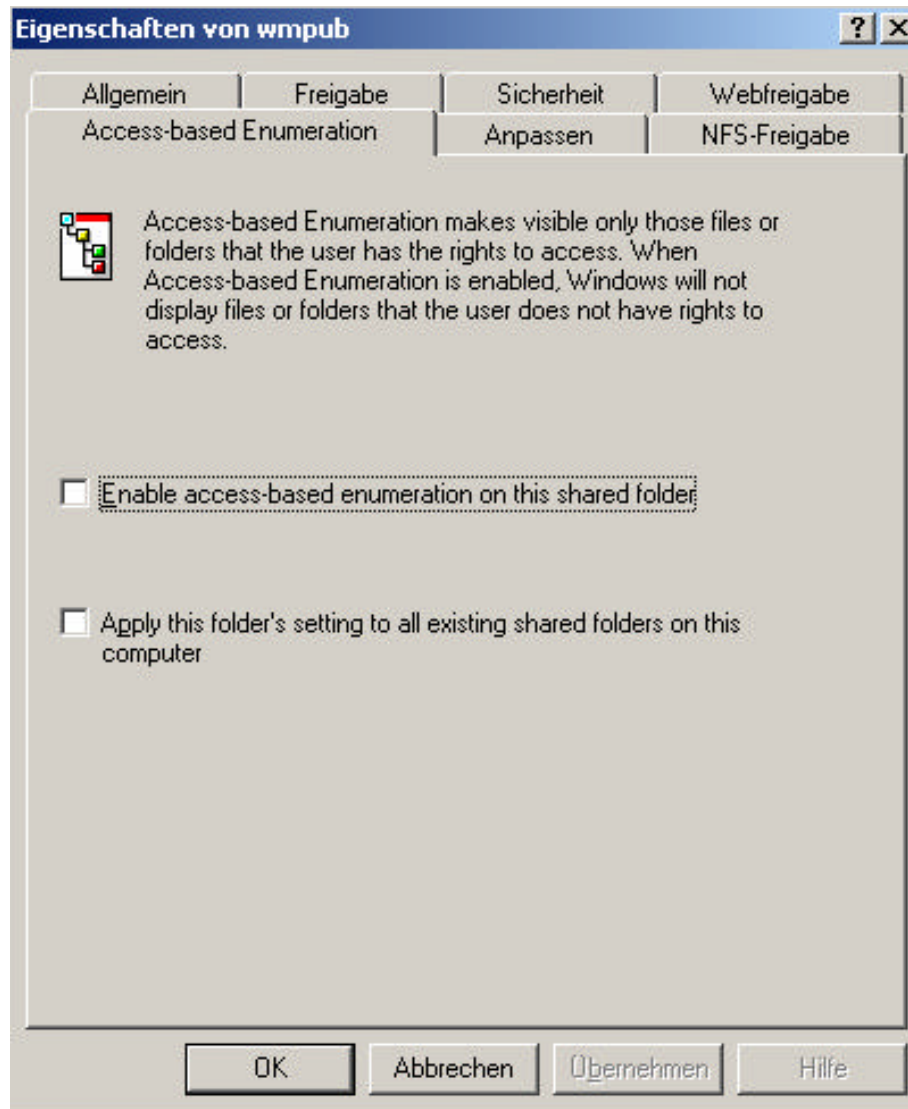 Eigenschaften von wmpub
Allgemein
Freigabe
Sicherheit
Webfreigabe
Access-based Enumeration
Anpassen
NFS-Freigabe
Access-based Enumeration makes visible only those files or
folders that the user has the rights to access. When
Access-based Enumeration is enabled, Windows will not
display files or folders that the user does not have rights to
access.
Enable access-based enumeration on this shared folder
Apply this folder's setting to all existing shared folders on this
computer
OK
Abbrechen
Übernehmen
Hilfe